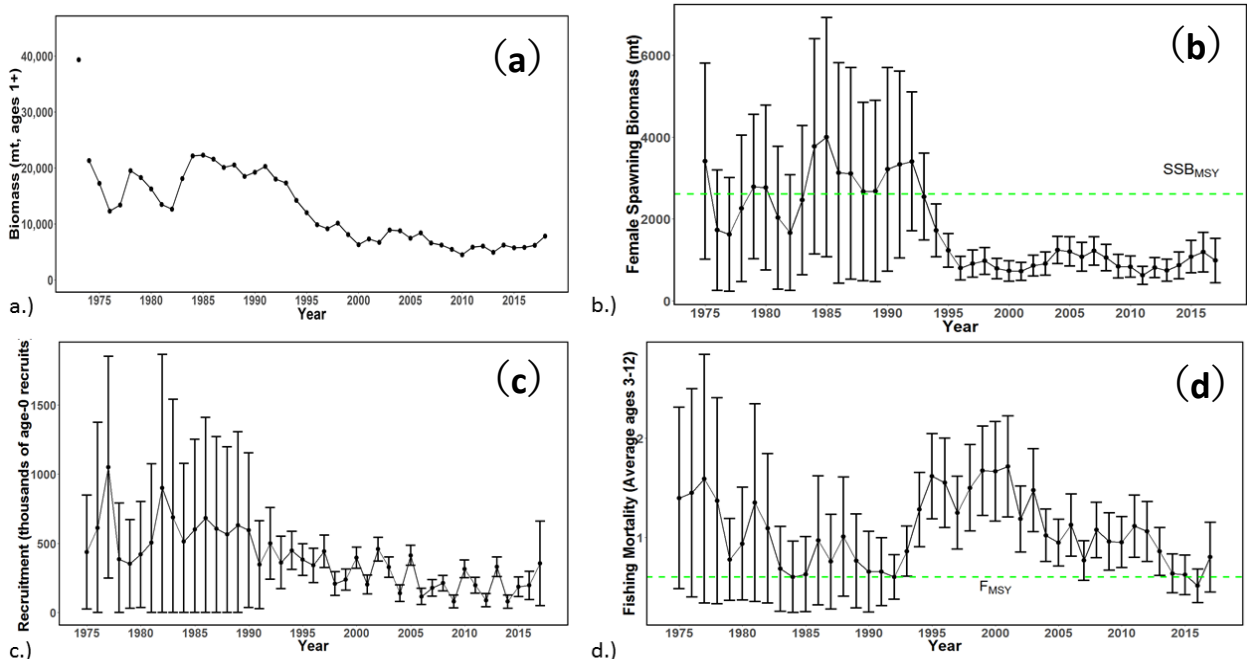 (a)
Biomass (mt, ages 1+)
40,000
30,000
20,000
10,000
0
1975 1980 1985 1990 1995 2000 2005 2010 2015
Year
a.)
(b)
Female Spawning Biomass (mt)
6000
4000
2000
0
SSBMSY
1975 1980 1985 1990 1995 2000 2005 2010 2015
Year
b.)
(c)
Recruitment (thousands of age-0 recruits)
1500
1000
500
0
1975 1980 1985 1990 1995 2000 2005 2010 2015
Year
c.)
(d)
Fishing Mortality (Average ages 3-12)
2
1
FMSY
1975 1980 1985 1990 1995 2000 2005 2010 2015
Year
d.)